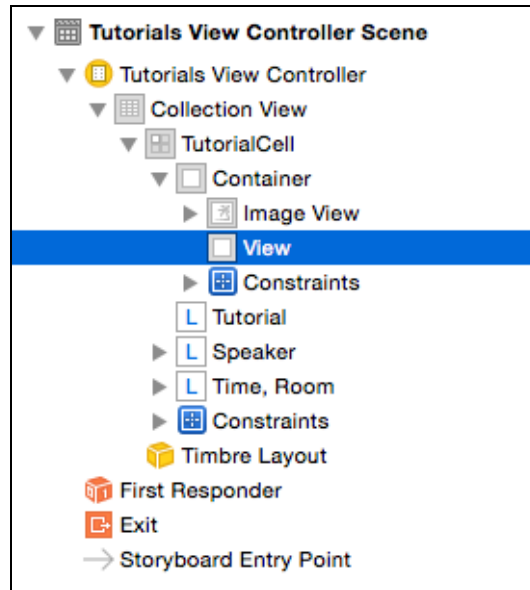 Tutorials View Controller Scene
Tutorials View Controller
Collection View
TutorialCell
Container
Image View
View
Constraints
L Tutorial
L Speaker
L Time, Room
Constraints
Timbre Layout
First Responder
Exit
Storyboard Entry Point